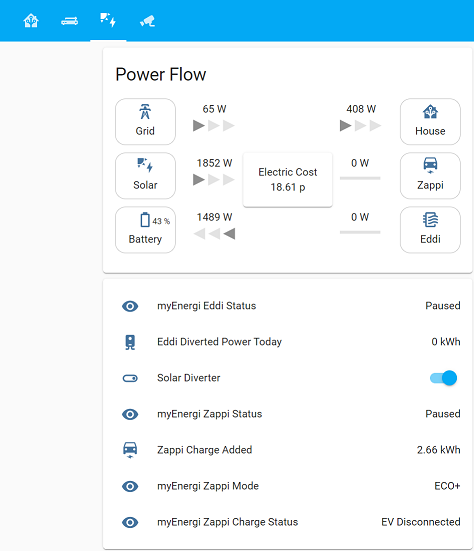 Power Flow
65 W
408 W
Grid
House
1852 W
0 W
Solar
Electric Cost
18.61 p
Zappi
1489 W
0 W
43 %
Battery
Eddi
myEnergi Eddi Status Paused
Eddi Diverted Power Today 0 kWh
Solar Diverter
myEnergi Zappi Status Paused
Zappi Charge Added 2.66 kWh
myEnergi Zappi Mode ECO+
myEnergi Zappi Charge Status EV Disconnected